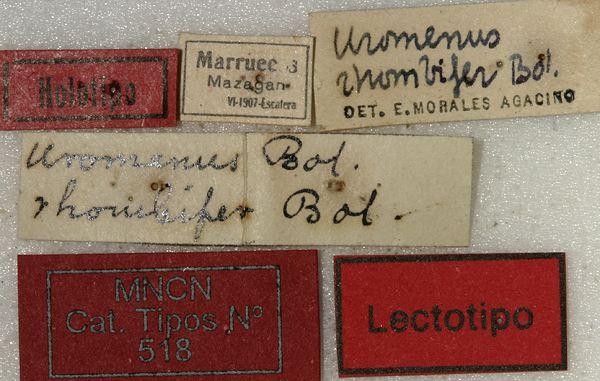 Holotipo
Marruec s
Mazagan
VI-1907-Escalera
Uromenus
rhombifer Bol.
DET. E. MORALES AGACINO
Uromenus Bol.
rhombifer Bol.
MNCN
Cat. Tipos Nº
518
Lectotipo